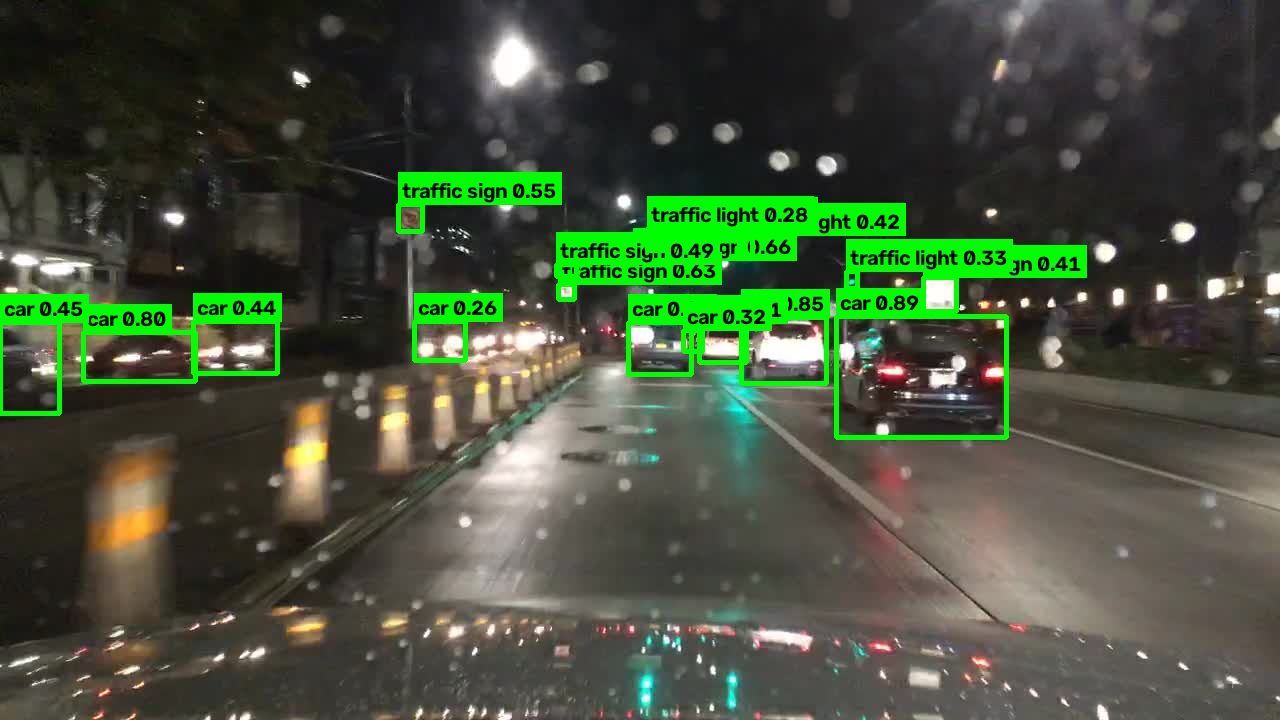 traffic sign 0.55
traffic light 0.28
ght 0.42
0.49
0.66
traffic sign 0.63
traffic light 0.33
gn 0.41
car 0.45
car 0.80
car 0.44
car 0.26
car 0.32
0.85
car 0.89